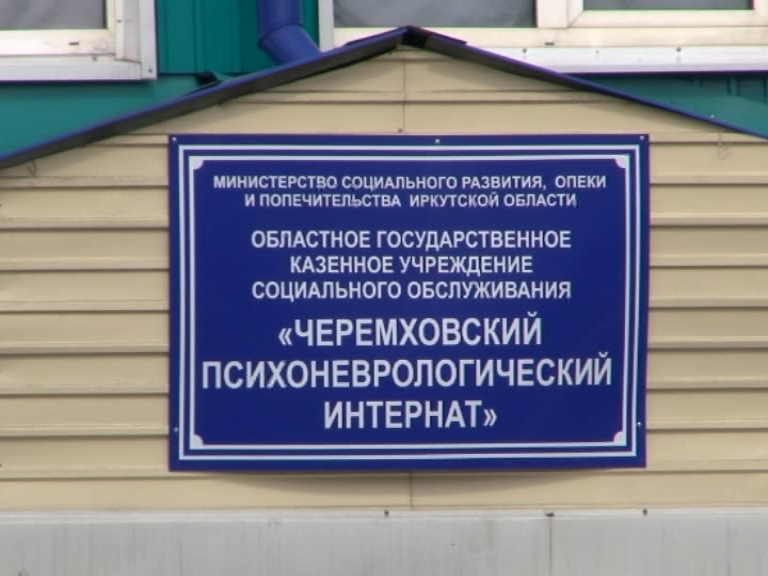 МИНИСТЕРСТВО СОЦИАЛЬНОГО РАЗВИТИЯ, ОПЕКИ
И ПОПЕЧИТЕЛЬСТВА ИРКУТСКОЙ ОБЛАСТИ
ОБЛАСТНОЕ ГОСУДАРСТВЕННОЕ
КАЗЕННОЕ УЧРЕЖДЕНИЕ
СОЦИАЛЬНОГО ОБСЛУЖИВАНИЯ
«ЧЕРЕМХОВСКИЙ
ПСИХОНЕВРОЛОГИЧЕСКИЙ
ИНТЕРНАТ»